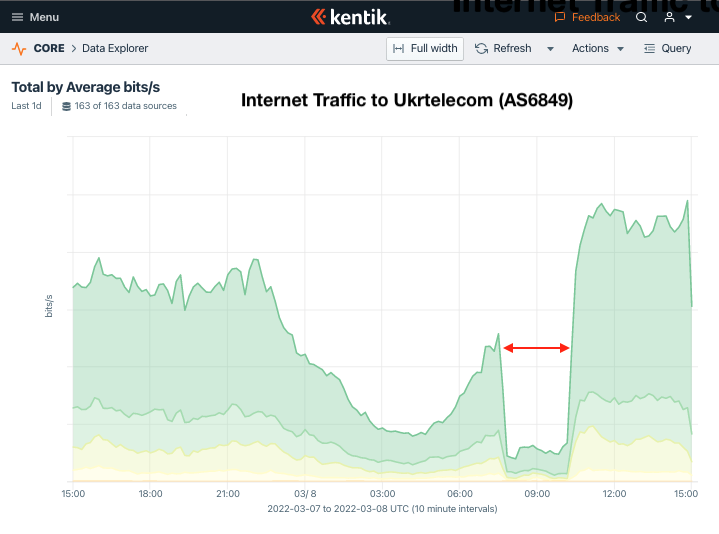 Internet Traffic to
Menu
kentik
Feedback
CORE > Data Explorer
Full width
Refresh
Actions
Query
Total by Average bits/s
Last 1d
163 of 163 data sources
Internet Traffic to Ukrtelecom (AS6849)
bits/s
15:00 18:00 21:00 03/ 8 03:00 06:00 09:00 12:00 15:00
2022-03-07 to 2022-03-08 UTC (10 minute intervals)